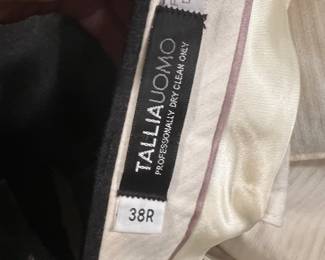 TALLIAUOMO
PROFESSIONALLY DRY CLEAN ONLY
38R